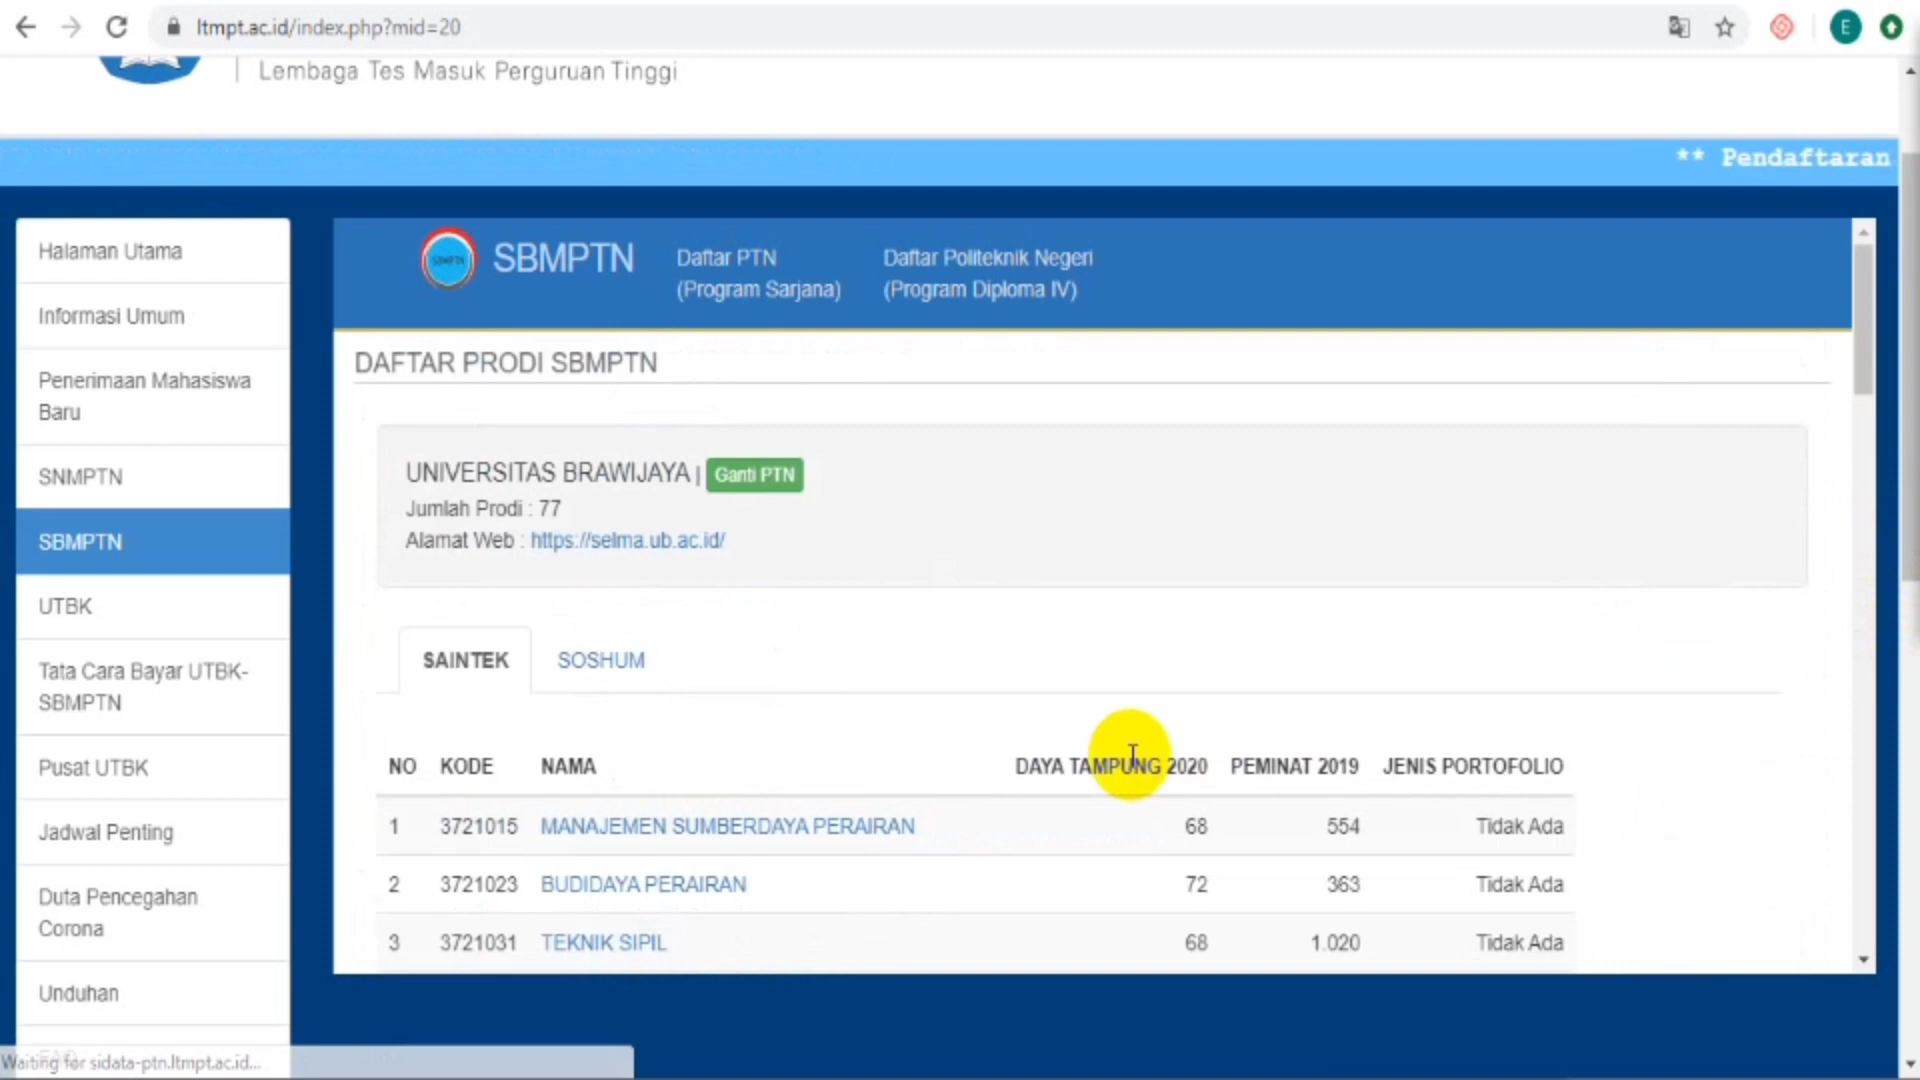 ltmpt.ac.id/index.php?mid=20
E
Lembaga Tes Masuk Perguruan Tinggi
** Pendaftaran
Halaman Utama
Informasi Umum
Penerimaan Mahasiswa
Baru
SNMPTN
SBMPTN
UTBK
Tata Cara Bayar UTBK-
SBMPTN
Pusat UTBK
Jadwal Penting
Duta Pencegahan
Corona
Unduhan
FAQ
Waiting for sidata-ptn.ltmpt.ac.id...
SBMPTN
SBMPTN
Daftar PTN
(Program Sarjana)
Daftar Politeknik Negeri
(Program Diploma IV)
DAFTAR PRODI SBMPTN
UNIVERSITAS BRAWIJAYA | Ganti PTN
Jumlah Prodi : 77
Alamat Web : https://selma.ub.ac.id/
SAINTEK SOSHUM
NO KODE NAMA DAYA TAMPUNG 2020 PEMINAT 2019 JENIS PORTOFOLIO
1 3721015 MANAJEMEN SUMBERDAYA PERAIRAN 68 554 Tidak Ada
2 3721023 BUDIDAYA PERAIRAN 72 363 Tidak Ada
3 3721031 TEKNIK SIPIL 68 1.020 Tidak Ada